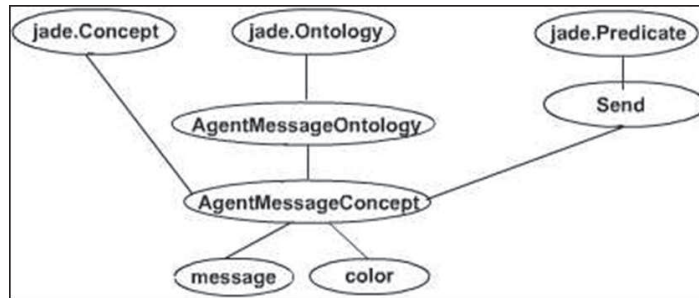 jade.Concept
jade.Ontology
jade.Predicate
Send
AgentMessageOntology
AgentMessageConcept
message
color